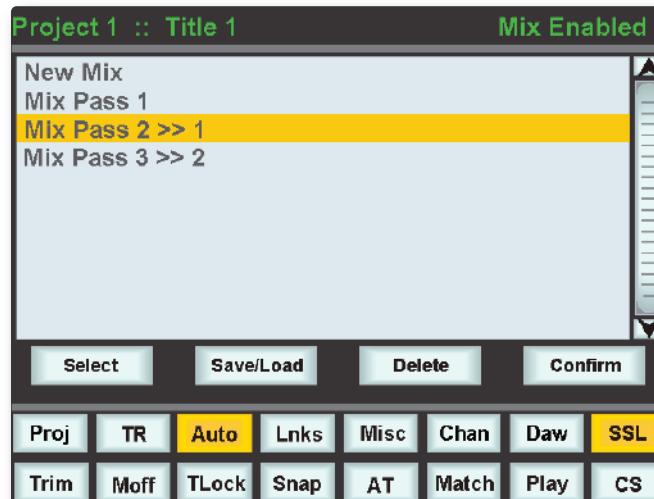 Project 1 :: Title 1 Mix Enabled
New Mix
Mix Pass 1
Mix Pass 2 >> 1
Mix Pass 3 >> 2
Select Save/Load Delete Confirm
Proj TR Auto Lnks Misc Chan Daw SSL
Trim Moff TLock Snap AT Match Play CS